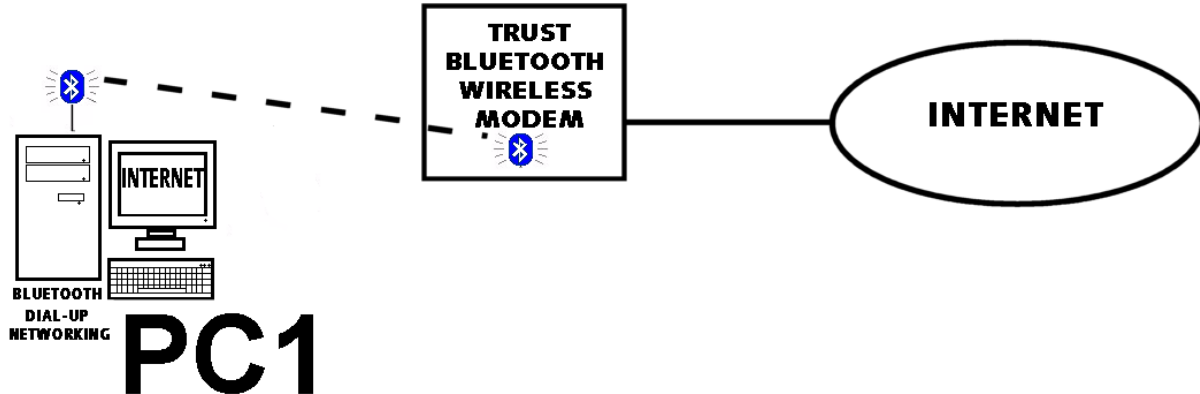 TRUST
BLUETOOTH
WIRELESS
MODEM
INTERNET
INTERNET
BLUETOOTH
DIAL-UP
NETWORKING
PC1